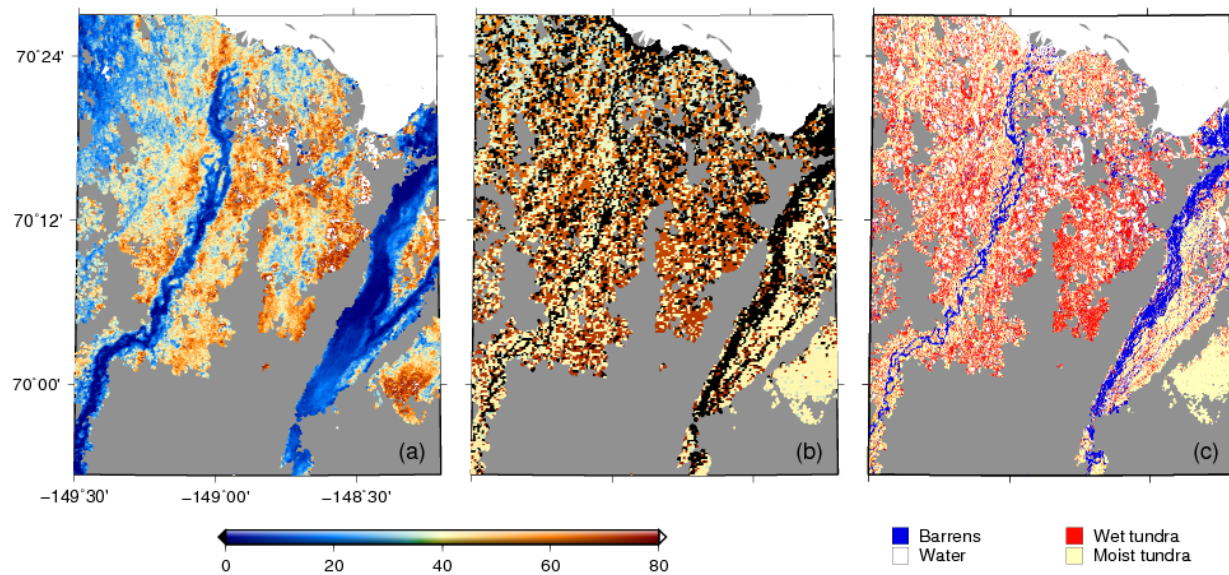 70˚24'
70˚12'
70˚00'
(a)
(b)
(c)
−149˚30'
−149˚00'
−148˚30'
0
20
40
60
80
Barrens
Wet tundra
Water
Moist tundra